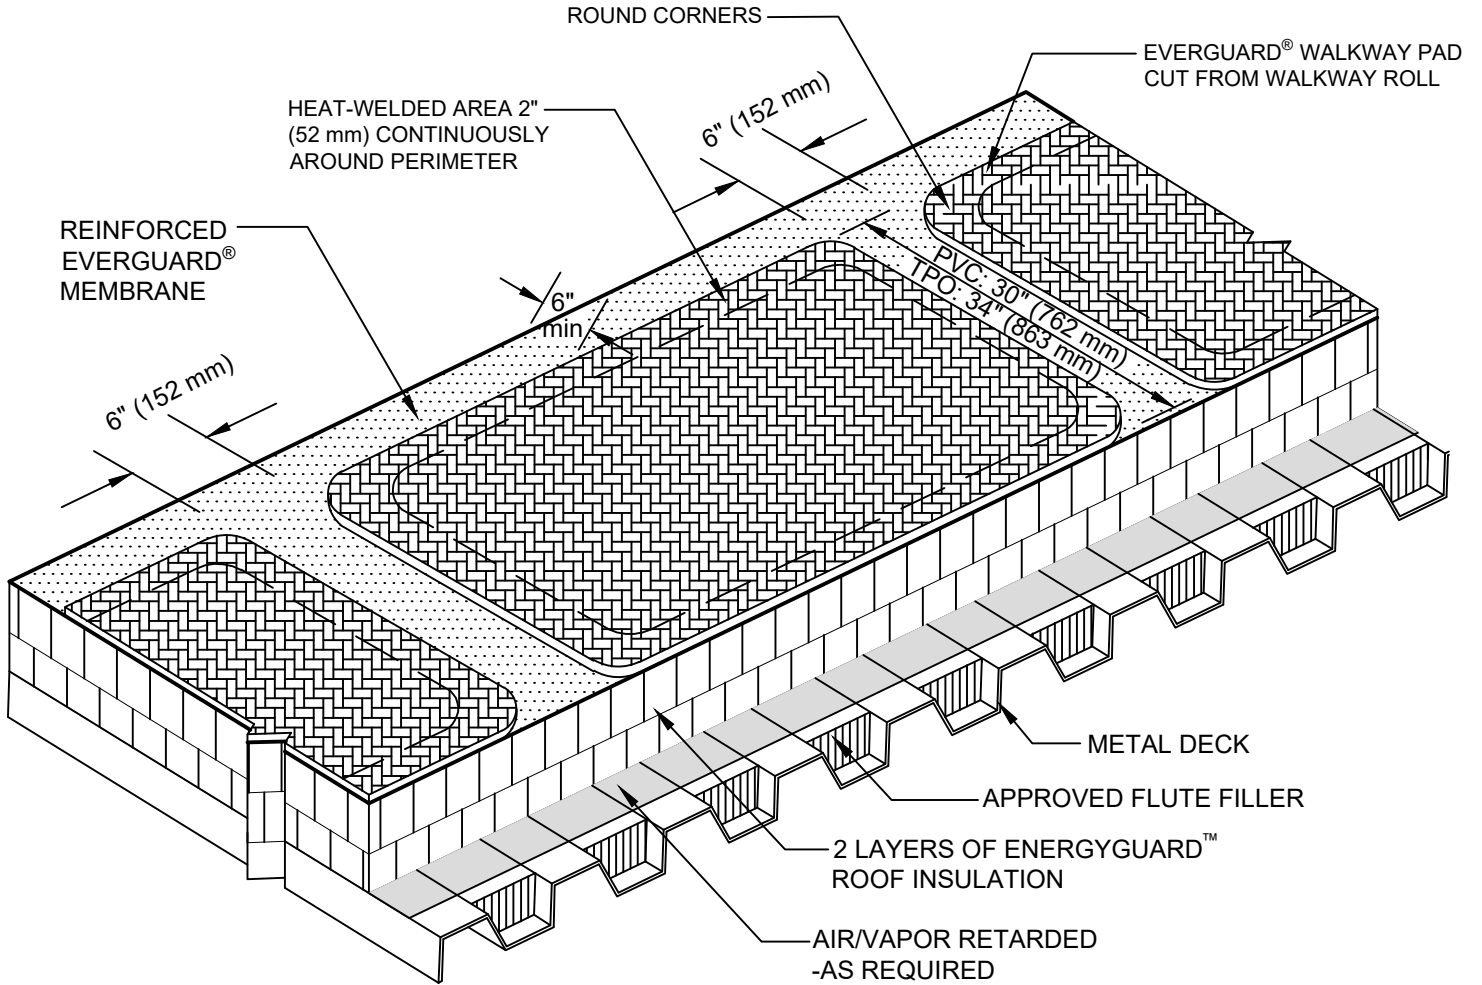 ROUND CORNERS
EVERGUARD® WALKWAY PAD
CUT FROM WALKWAY ROLL
HEAT-WELDED AREA 2"
(52 mm) CONTINUOUSLY
AROUND PERIMETER
6" (152 mm)
REINFORCED
EVERGUARD®
MEMBRANE
6"
min
PVC: 30" (762 mm)
TPO: 34" (863 mm)
6" (152 mm)
METAL DECK
APPROVED FLUTE FILLER
2 LAYERS OF ENERGYGUARD™
ROOF INSULATION
AIR/VAPOR RETARDED
-AS REQUIRED